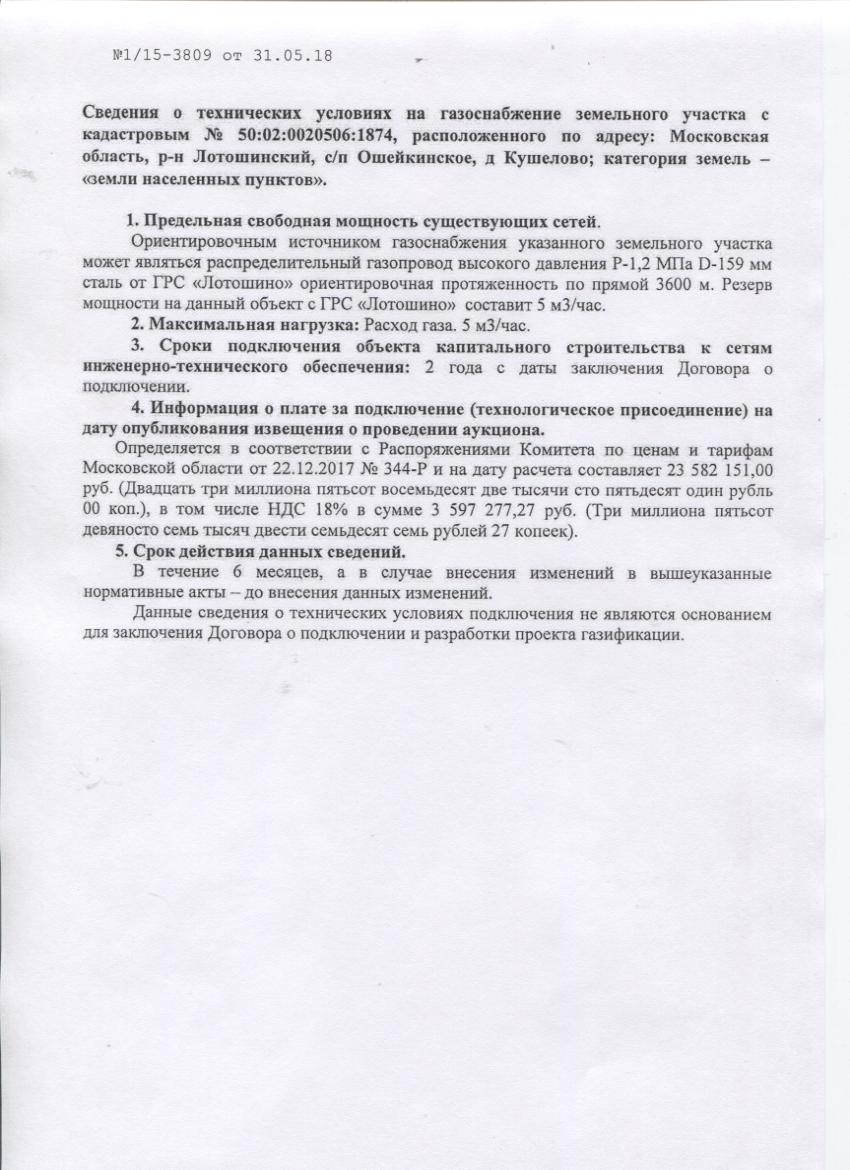 №1/15-3809 от 31.05.18
Сведения о технических условиях на газоснабжение земельного участка с
кадастровым № 50:02:0020506:1874, расположенного по адресу: Московская
область, р-н Лотошинский, с/п Ошейкинское, д Кушелово; категория земель –
«земли населенных пунктов».
1. Предельная свободная мощность существующих сетей.
Ориентировочным источником газоснабжения указанного земельного участка
может являться распределительный газопровод высокого давления Р-1,2 МПа D-159 мм
сталь от ГРС «Лотошино» ориентировочная протяженность по прямой 3600 м. Резерв
мощности на данный объект с ГРС «Лотошино» составит 5 м3/час.
2. Максимальная нагрузка: Расход газа. 5 м3/час.
3. Сроки подключения объекта капитального строительства к сетям
инженерно-технического обеспечения: 2 года с даты заключения Договора о
подключении.
4. Информация о плате за подключение (технологическое присоединение) на
дату опубликования извещения о проведении аукциона.
Определяется в соответствии с Распоряжениями Комитета по ценам и тарифам
Московской области от 22.12.2017 № 344-Р и на дату расчета составляет 23 582 151,00
руб. (Двадцать три миллиона пятьсот восемьдесят две тысячи сто пятьдесят один рубль
00 коп.), в том числе НДС 18% в сумме 3 597 277,27 руб. (Три миллиона пятьсот
девяносто семь тысяч двести семьдесят семь рублей 27 копеек).
5. Срок действия данных сведений.
В течение 6 месяцев, а в случае внесения изменений в вышеуказанные
нормативные акты – до внесения данных изменений.
Данные сведения о технических условиях подключения не являются основанием
для заключения Договора о подключении и разработки проекта газификации.